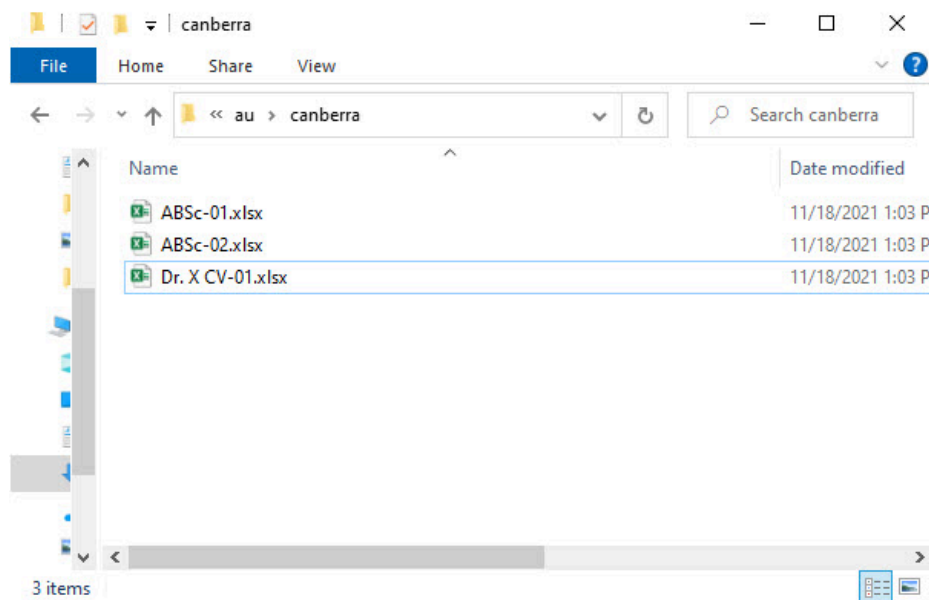 canberra
File Home Share View
« au › canberra
Search canberra
Name Date modified
ABSc-01.xlsx 11/18/2021 1:03 P
ABSc-02.xlsx 11/18/2021 1:03 P
Dr. X CV-01.xlsx 11/18/2021 1:03 P
3 items